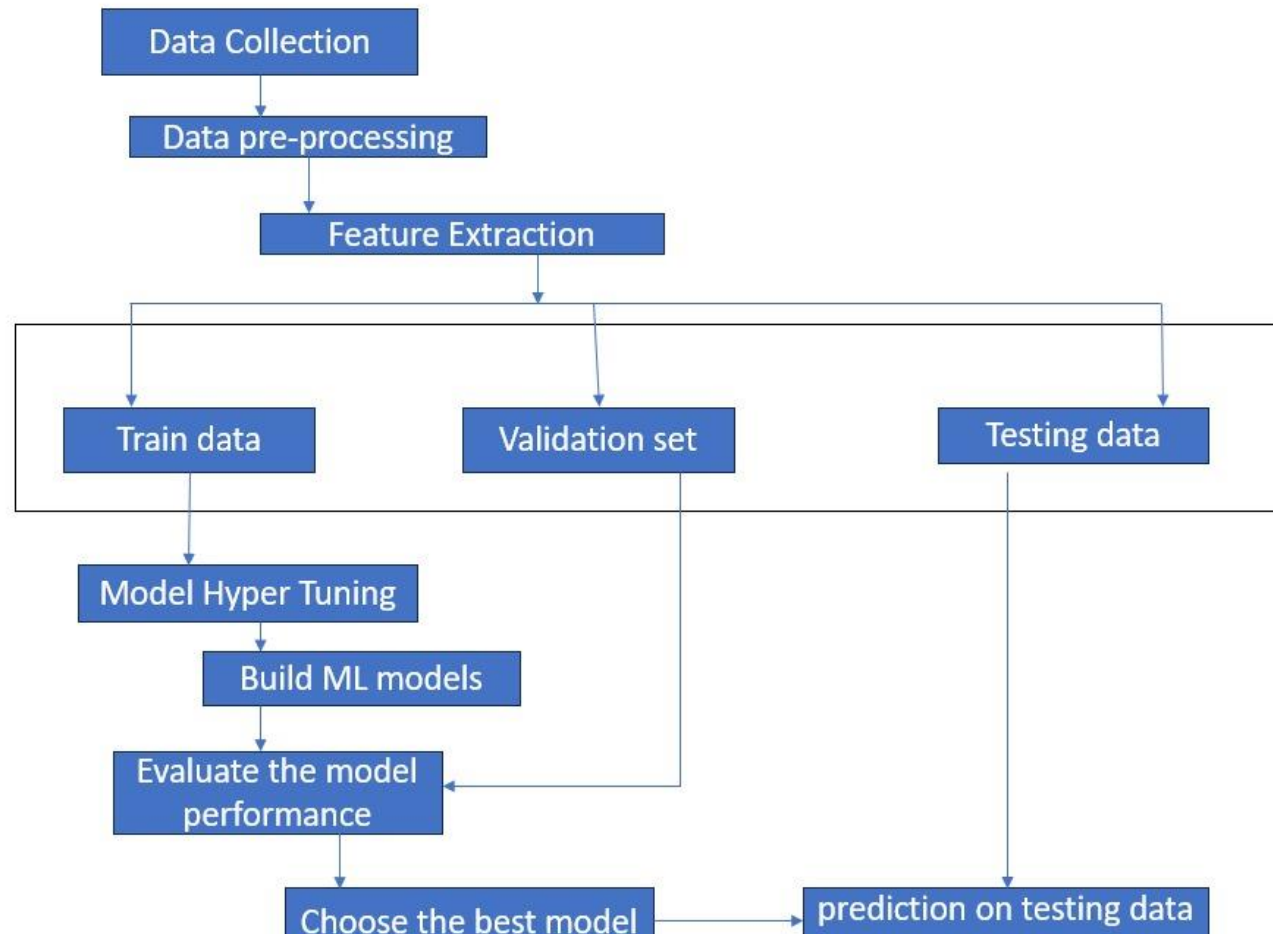 Data Collection
Data pre-processing
Feature Extraction
Train data
Validation set
Testing data
Model Hyper Tuning
Build ML models
Evaluate the model
performance
Choose the best model
prediction on testing data